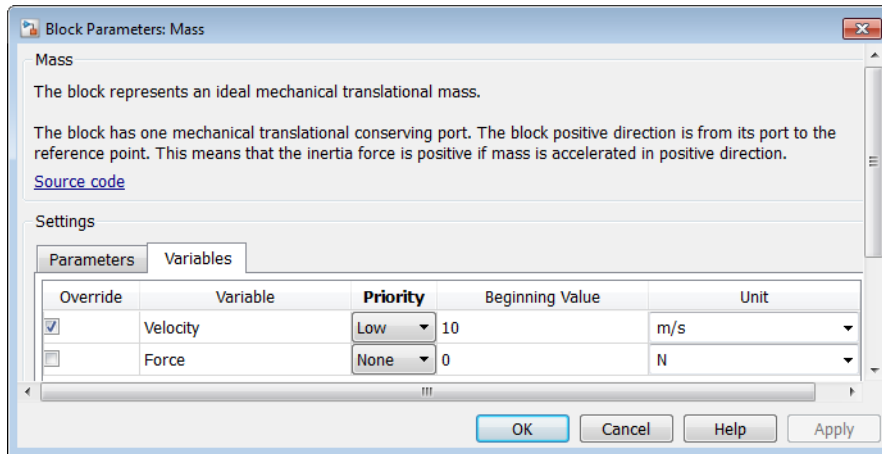 Block Parameters: Mass
Mass
The block represents an ideal mechanical translational mass.
The block has one mechanical translational conserving port. The block positive direction is from its port to the
reference point. This means that the inertia force is positive if mass is accelerated in positive direction.
Source code
Settings
Parameters Variables
Override Variable Priority Beginning Value Unit
Velocity Low 10 m/s
Force None 0 N
OK Cancel Help Apply